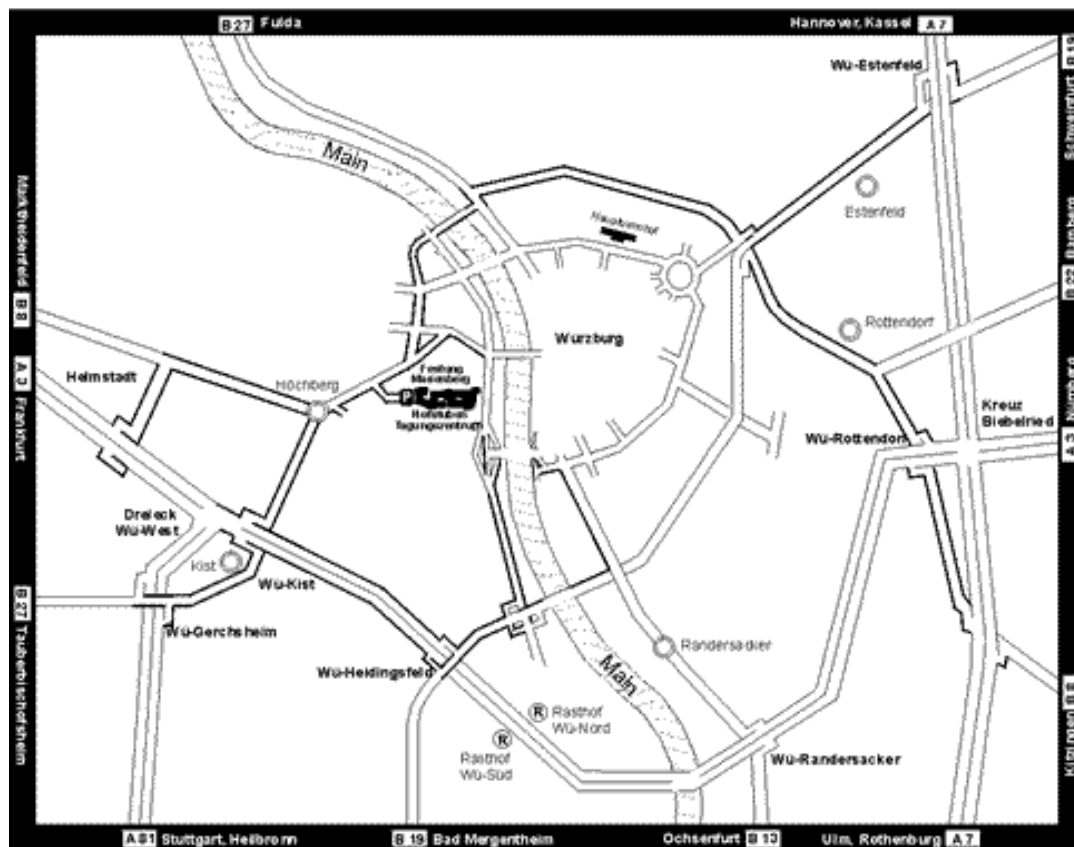 B 27 Fulda
Hannover, Kassel A 7
B 19
Schweinfurt
Wü-Estenfeld
Main
Estenfeld
Hauptbahnhof
Bamberg
B 22
Marktheidenfeld
B 8
Rottendorf
Würzburg
A 3
Frankfurt
Helmstadt
Höchberg
Festung
Marienberg
P
Hofstuben
Tagungszentrum
Nürnberg
A 3
Kreuz
Biebelried
Wü-Rottendorf
Dreieck
Wü-West
Kist
Wü-Kist
B 27
Tauberbischofsheim
Wü-Gerchsheim
Randersacker
Wü-Heidingsfeld
Main
R Rasthof
Wü-Nord
R
Rasthof
Wü-Süd
B 8
Kitzingen
Wü-Randersacker
A 81 Stuttgart, Heilbronn
B 19 Bad Mergentheim
Ochsenfurt B 13
Ulm, Rothenburg A 7